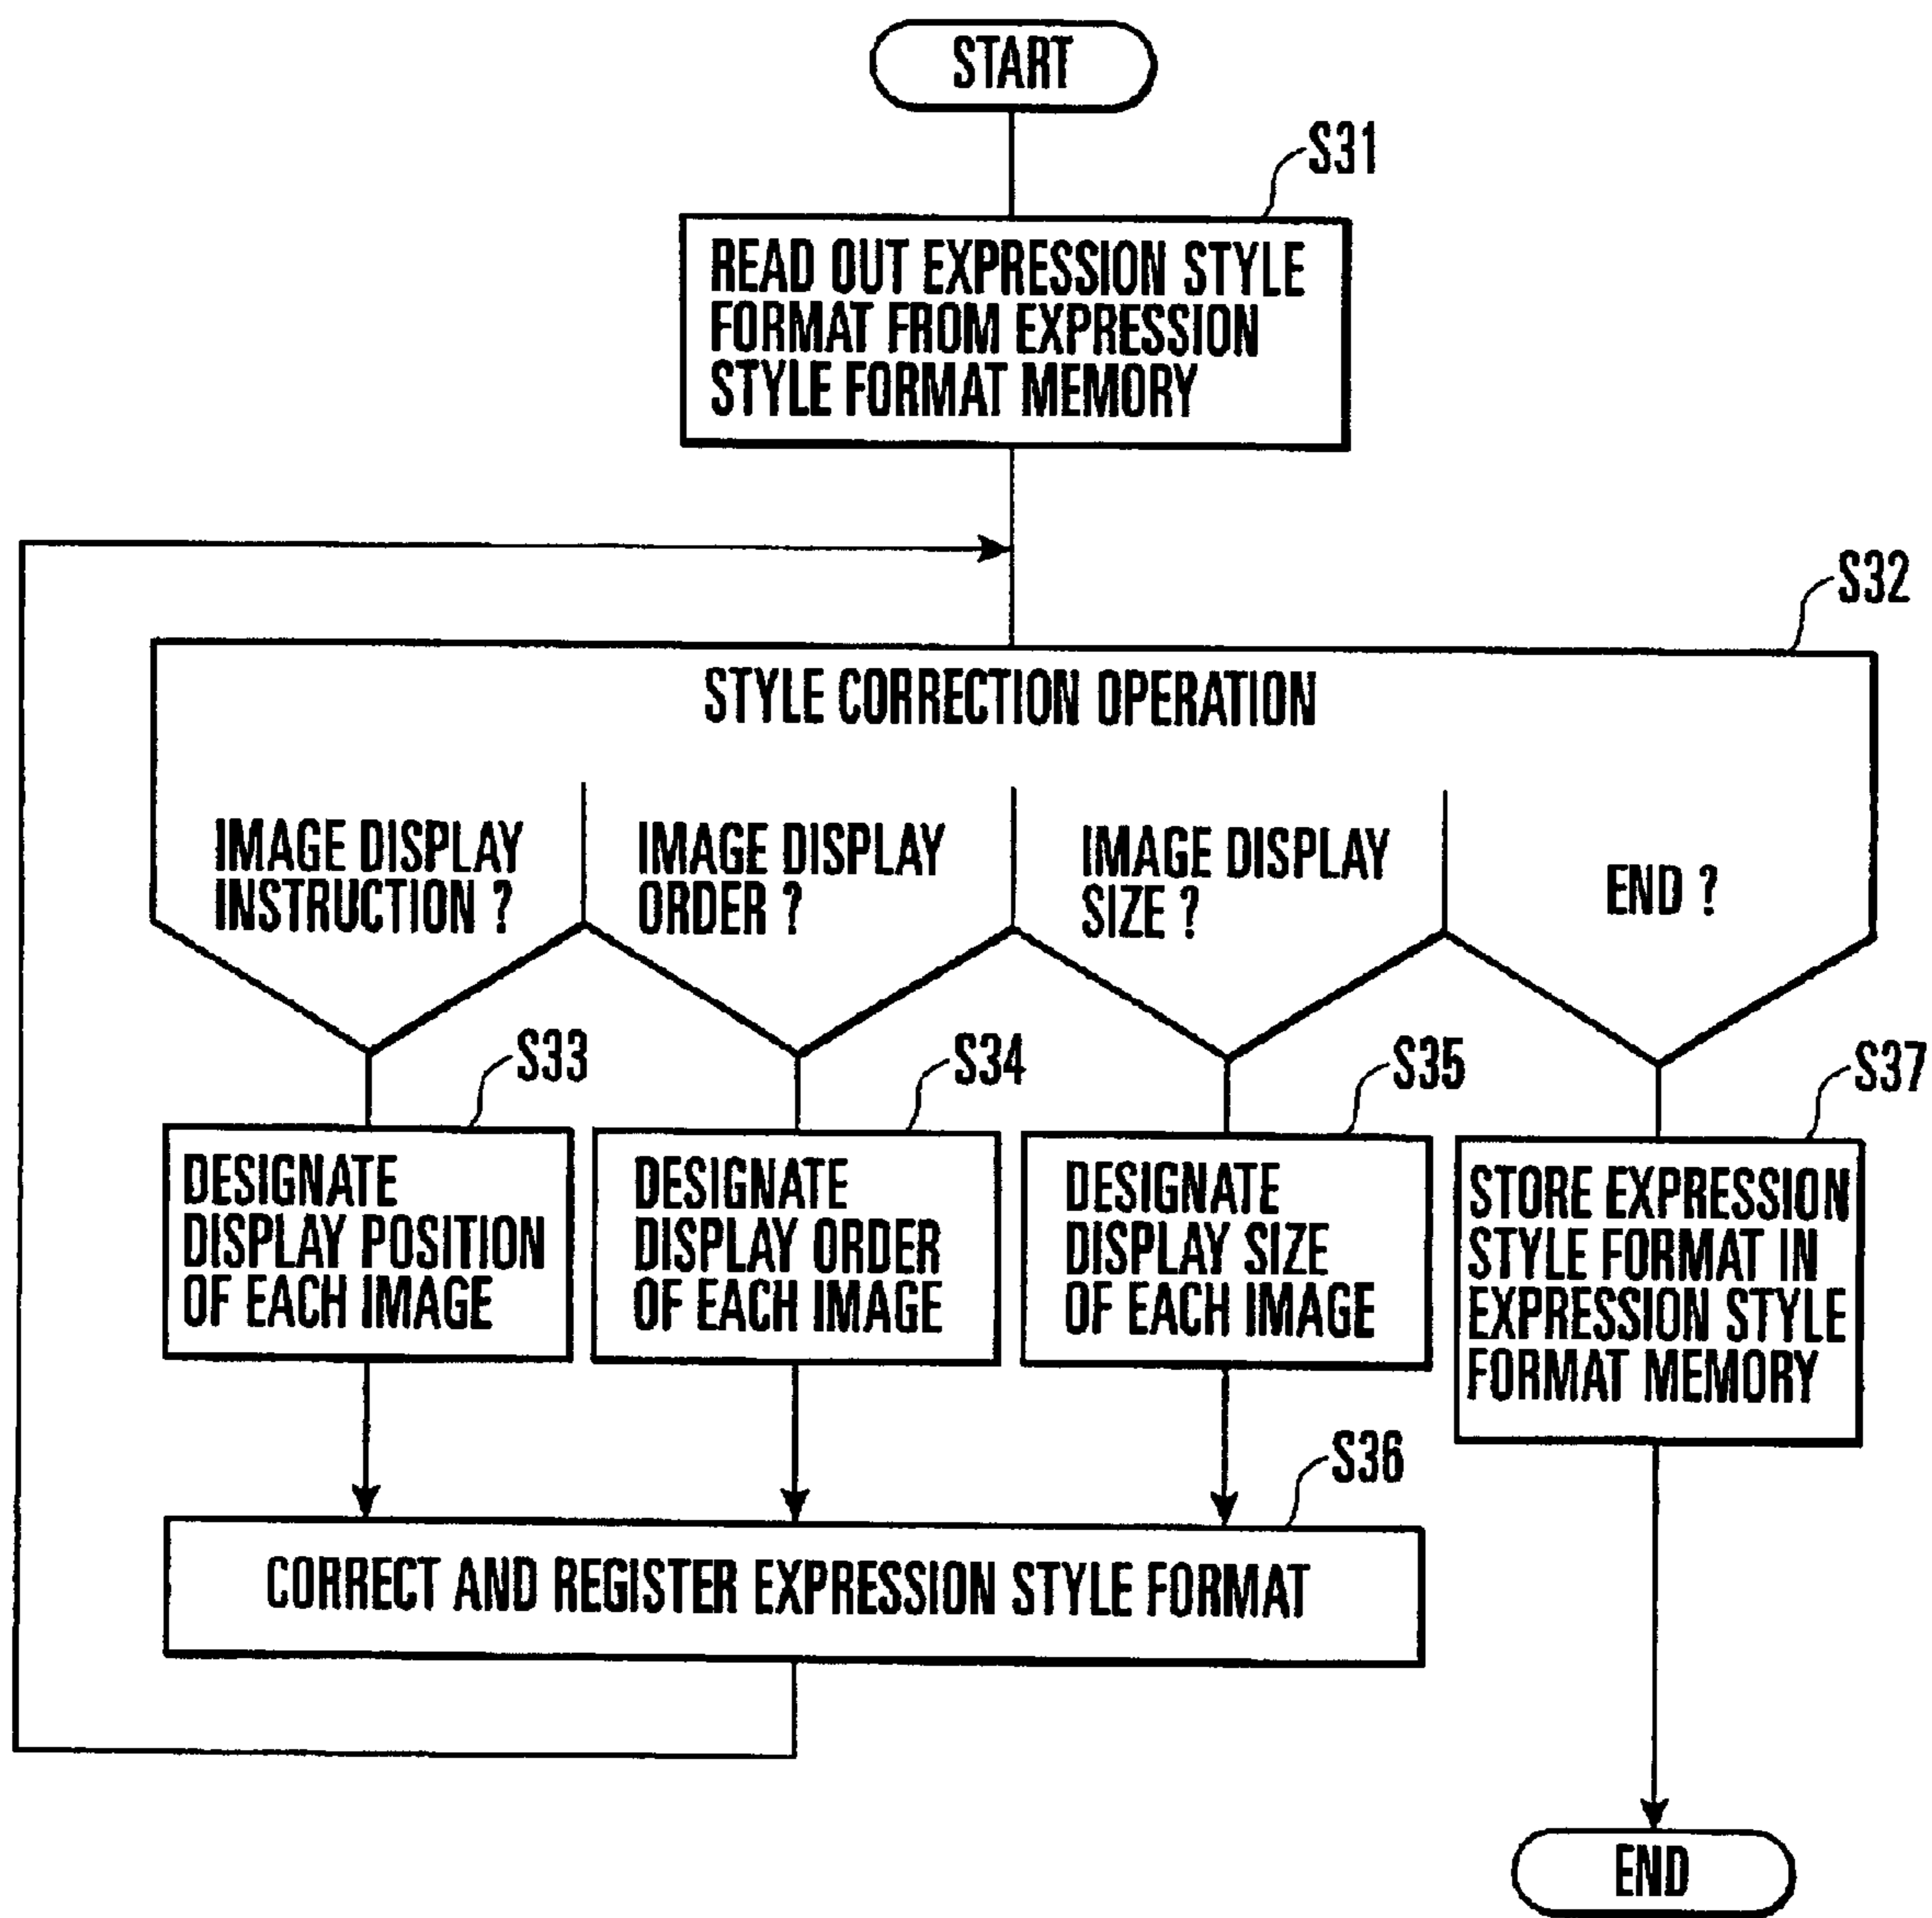 START
S31
READ OUT EXPRESSION STYLE
FORMAT FROM EXPRESSION
STYLE FORMAT MEMORY
S32
STYLE CORRECTION OPERATION
IMAGE DISPLAY
INSTRUCTION ?
IMAGE DISPLAY
ORDER ?
IMAGE DISPLAY
SIZE ?
END ?
S33
DESIGNATE
DISPLAY POSITION
OF EACH IMAGE
S34
DESIGNATE
DISPLAY ORDER
OF EACH IMAGE
S35
DESIGNATE
DISPLAY SIZE
OF EACH IMAGE
S37
STORE EXPRESSION
STYLE FORMAT IN
EXPRESSION STYLE
FORMAT MEMORY
S36
CORRECT AND REGISTER EXPRESSION STYLE FORMAT
END